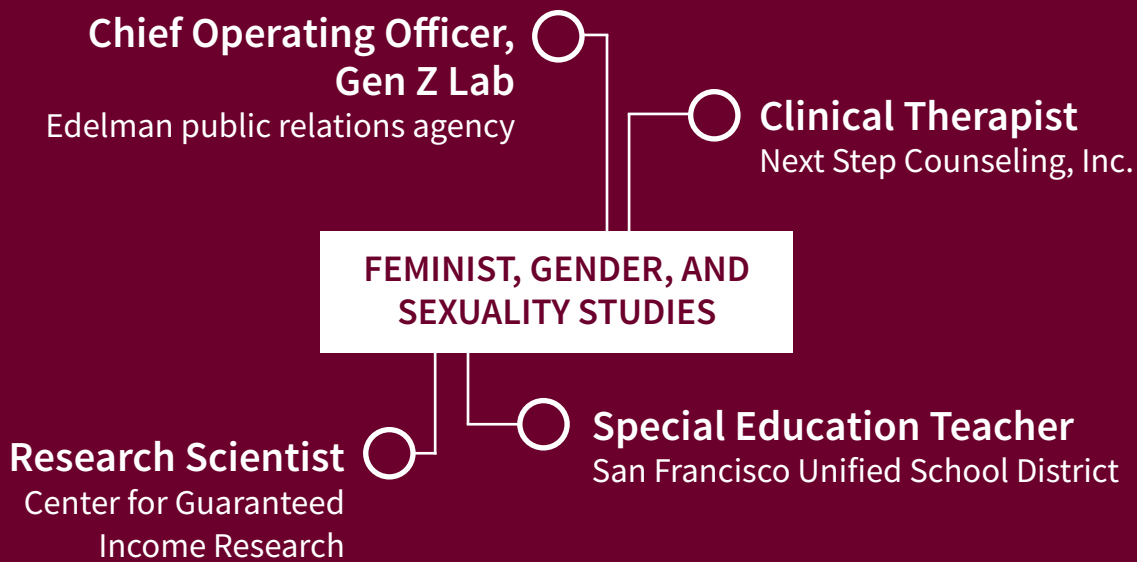 Chief Operating Officer,
Gen Z Lab
Edelman public relations agency
Clinical Therapist
Next Step Counseling, Inc.
FEMINIST, GENDER, AND
SEXUALITY STUDIES
Special Education Teacher
San Francisco Unified School District
Research Scientist
Center for Guaranteed
Income Research